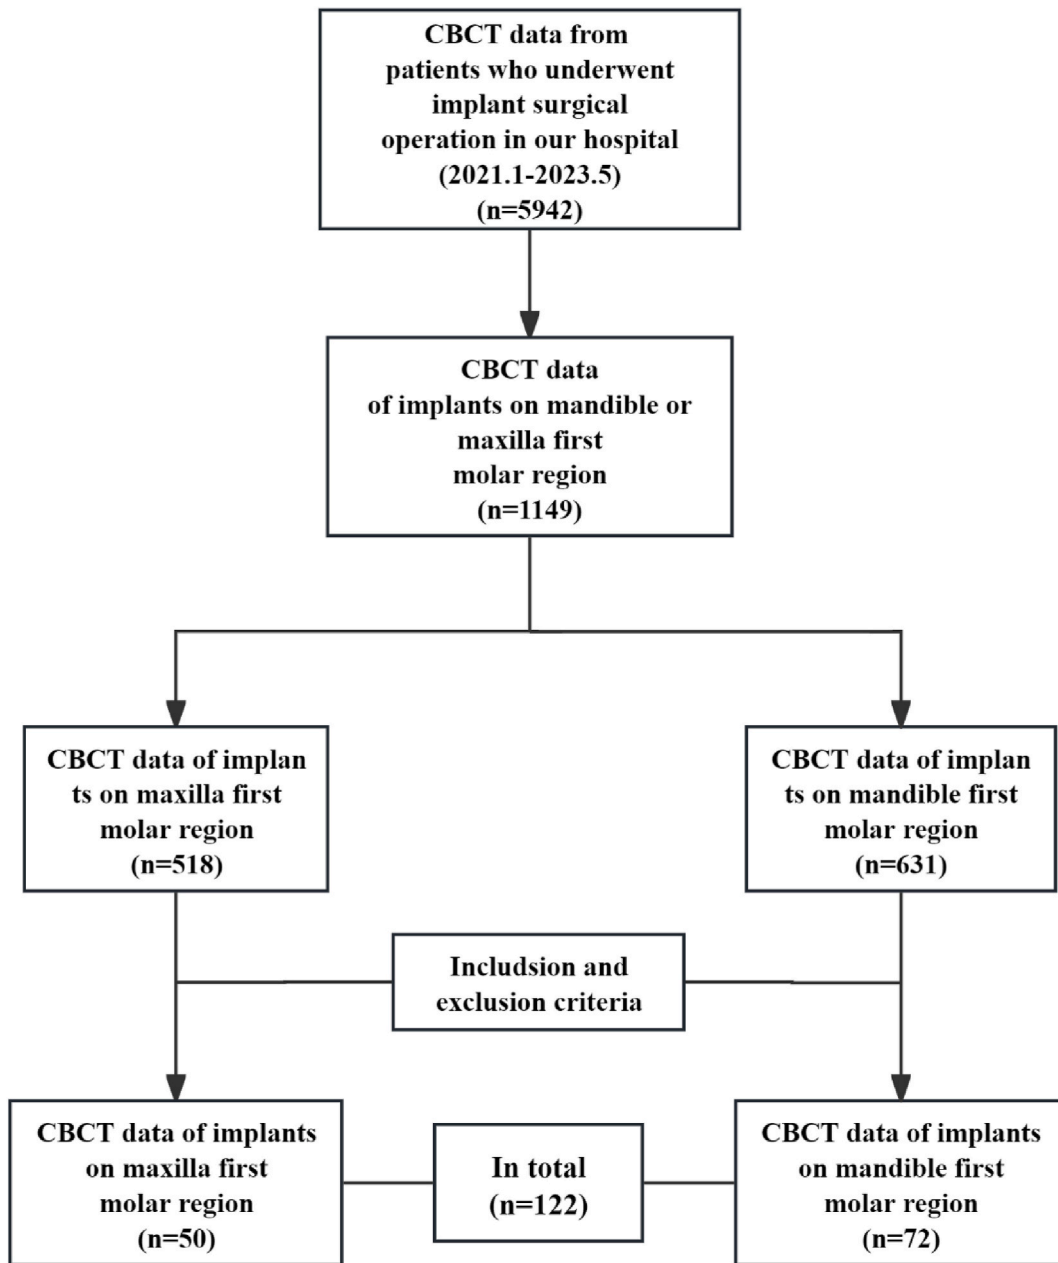 CBCT data from
patients who underwent
implant surgical
operation in our hospital
(2021.1-2023.5)
(n=5942)
CBCT data
of implants on mandible or
maxilla first
molar region
(n=1149)
CBCT data of implan
ts on maxilla first
molar region
(n=518)
CBCT data of implan
ts on mandible first
molar region
(n=631)
Includsion and
exclusion criteria
CBCT data of implants
on maxilla first
molar region
(n=50)
In total
(n=122)
CBCT data of implants
on mandible first
molar region
(n=72)